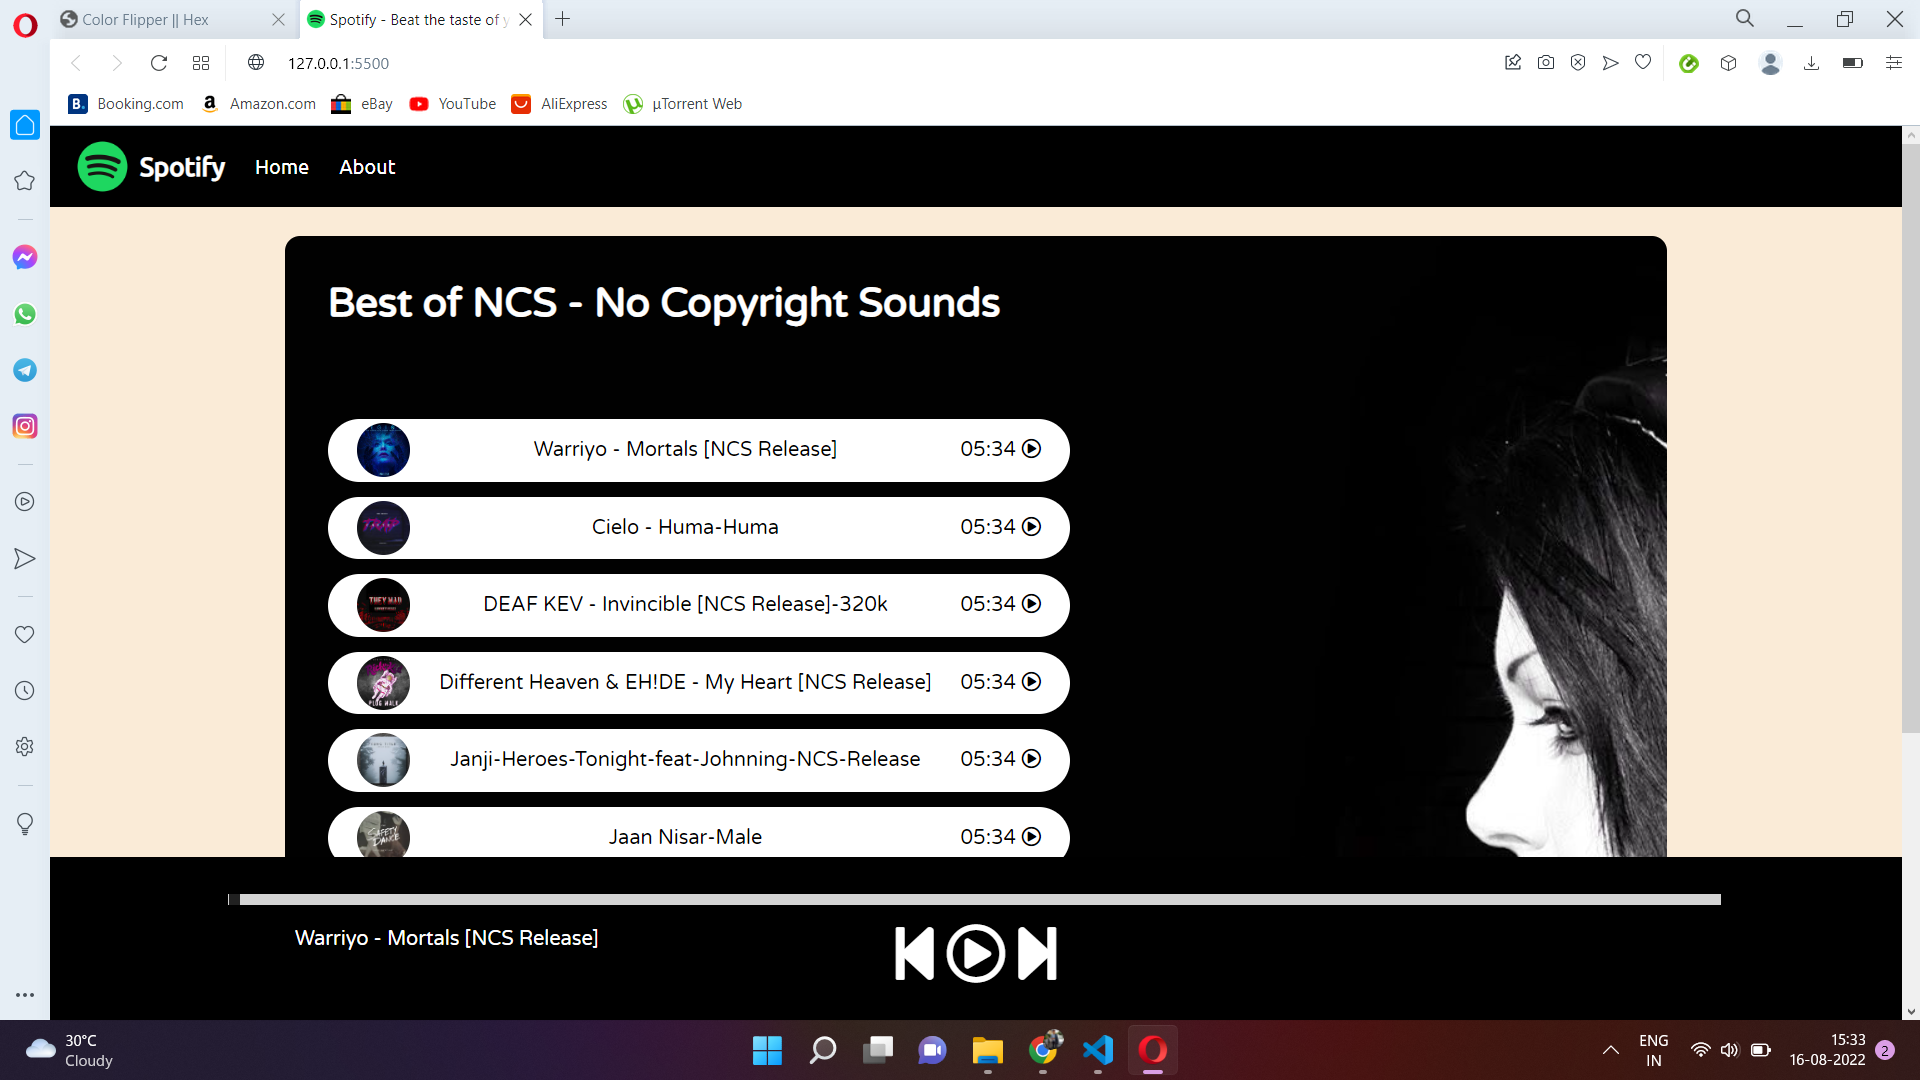 Color Flipper || Hex
Spotify - Beat the taste of y
127.0.0.1:5500
Booking.com
Amazon.com
eBay
YouTube
AliExpress
µTorrent Web
Spotify
Home
About
Best of NCS - No Copyright Sounds
Warriyo - Mortals [NCS Release] 05:34
Cielo - Huma-Huma 05:34
DEAF KEV - Invincible [NCS Release]-320k 05:34
Different Heaven & EH!DE - My Heart [NCS Release] 05:34
Janji-Heroes-Tonight-feat-Johnning-NCS-Release 05:34
SAFETY DANCE
Jaan Nisar-Male 05:34
Warriyo - Mortals [NCS Release]
30°C
Cloudy
ENG
IN
15:33
16-08-2022
2